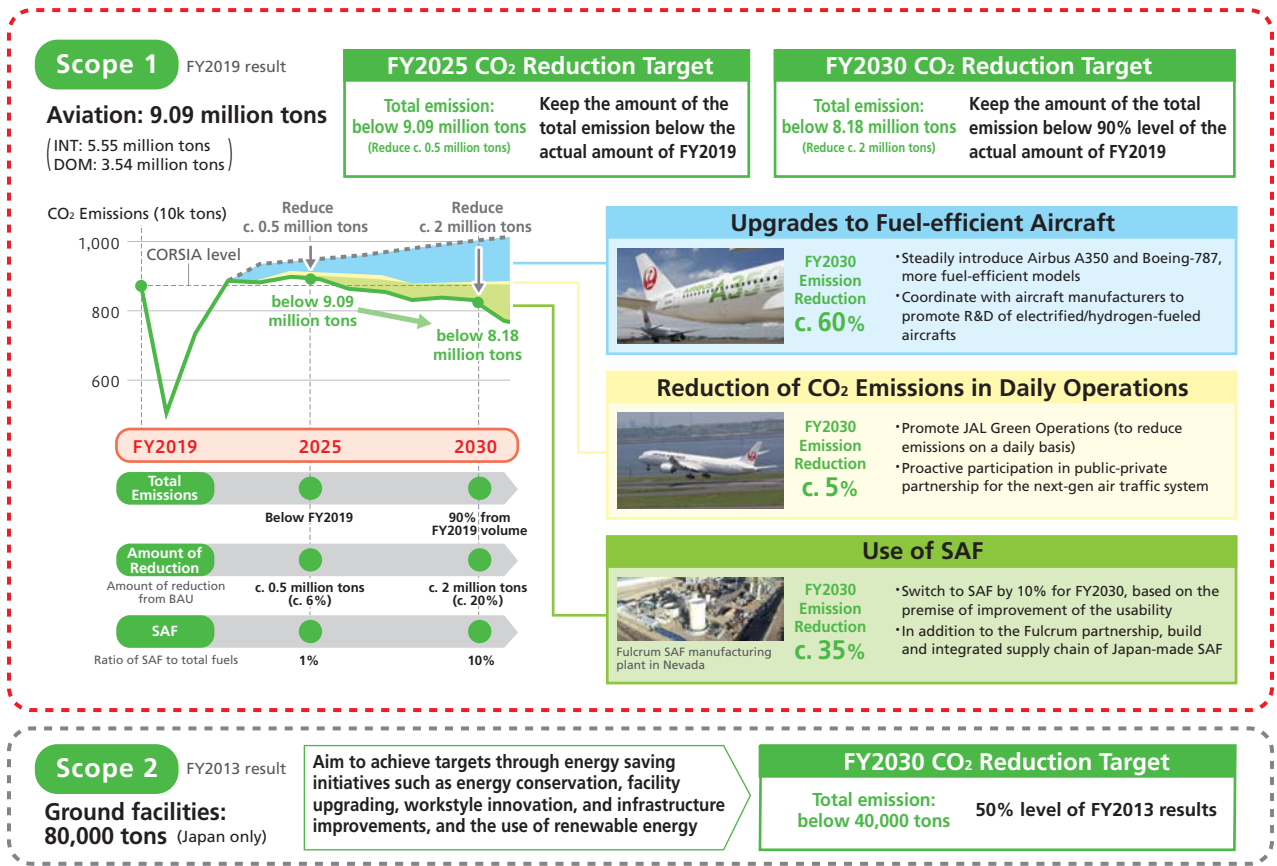 Scope 1
FY2019 result
Aviation: 9.09 million tons
(INT: 5.55 million tons
DOM: 3.54 million tons)
FY2025 CO₂ Reduction Target
Total emission:
below 9.09 million tons
(Reduce c. 0.5 million tons)
Keep the amount of the
total emission below the
actual amount of FY2019
FY2030 CO₂ Reduction Target
Total emission:
below 8.18 million tons
(Reduce c. 2 million tons)
Keep the amount of the total
emission below 90% level of the
actual amount of FY2019
CO₂ Emissions (10k tons)
Reduce
c. 0.5 million tons
Reduce
c. 2 million tons
1,000
CORSIA level
800
below 9.09
million tons
below 8.18
million tons
600
FY2019
2025
2030
Total
Emissions
Below FY2019
90% from
FY2019 volume
Amount of
Reduction
Amount of reduction
from BAU
c. 0.5 million tons
(c. 6%)
c. 2 million tons
(c. 20%)
SAF
Ratio of SAF to total fuels
1%
10%
Upgrades to Fuel-efficient Aircraft
AIRBUS A350
FY2030
Emission
Reduction
c. 60%
・Steadily introduce Airbus A350 and Boeing-787,
more fuel-efficient models
・Coordinate with aircraft manufacturers to
promote R&D of electrified/hydrogen-fueled
aircrafts
Reduction of CO₂ Emissions in Daily Operations
FY2030
Emission
Reduction
c. 5%
・Promote JAL Green Operations (to reduce
emissions on a daily basis)
・Proactive participation in public-private
partnership for the next-gen air traffic system
Use of SAF
Fulcrum SAF manufacturing
plant in Nevada
FY2030
Emission
Reduction
c. 35%
・Switch to SAF by 10% for FY2030, based on the
premise of improvement of the usability
・In addition to the Fulcrum partnership, build
and integrated supply chain of Japan-made SAF
Scope 2
FY2013 result
Ground facilities:
80,000 tons (Japan only)
Aim to achieve targets through energy saving
initiatives such as energy conservation, facility
upgrading, workstyle innovation, and infrastructure
improvements, and the use of renewable energy
FY2030 CO₂ Reduction Target
Total emission:
below 40,000 tons
50% level of FY2013 results